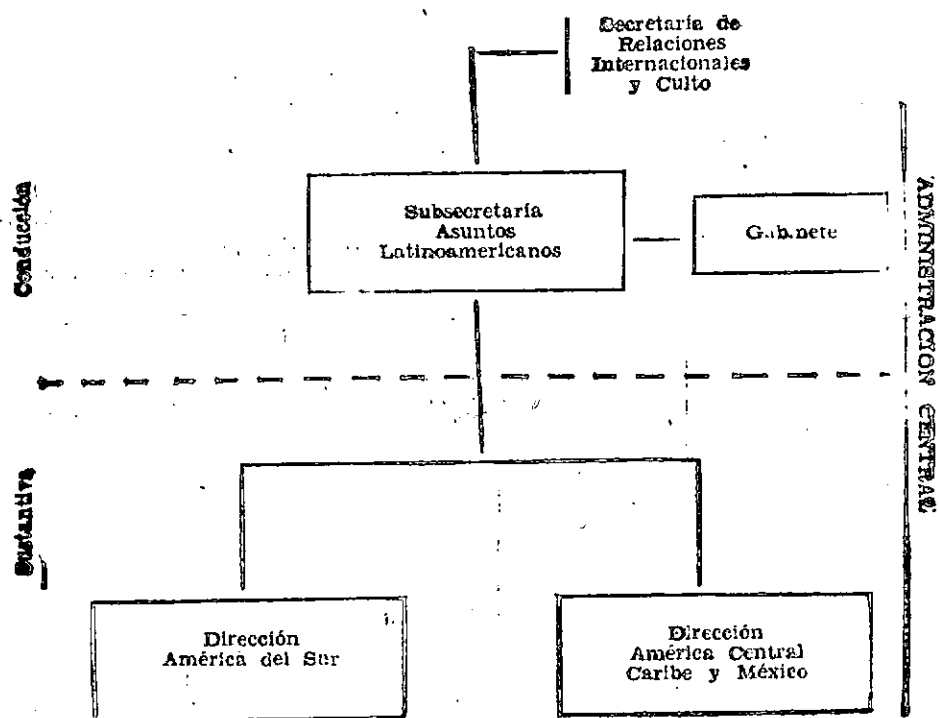 Secretaría de
Relaciones
Internacionales
y Culto
Conducción
Subsecretaría
Asuntos
Latinoamericanos
Gabinete
ADMINISTRACION CENTRAL
Sustantiva
Dirección
América del Sur
Dirección
América Central
Caribe y México